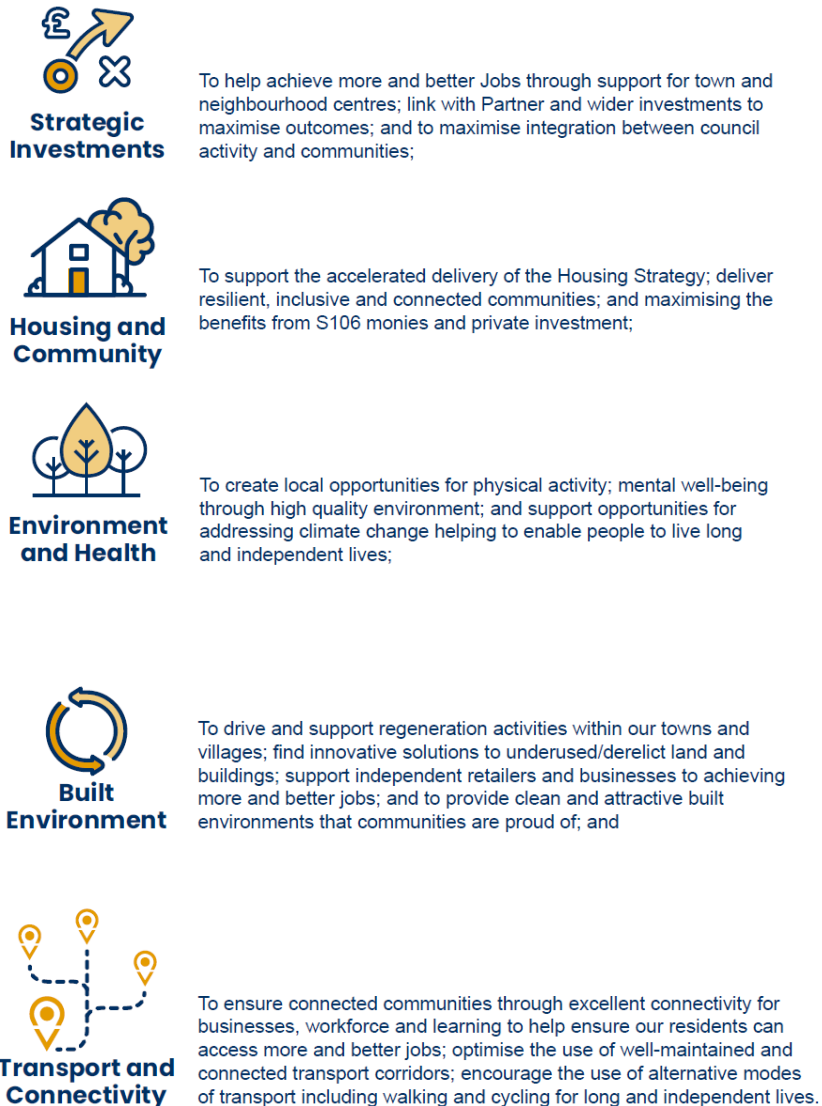 £
Strategic
Investments
To help achieve more and better Jobs through support for town and
neighbourhood centres; link with Partner and wider investments to
maximise outcomes; and to maximise integration between council
activity and communities;
Housing and
Community
To support the accelerated delivery of the Housing Strategy; deliver
resilient, inclusive and connected communities; and maximising the
benefits from S106 monies and private investment;
Environment
and Health
To create local opportunities for physical activity; mental well-being
through high quality environment; and support opportunities for
addressing climate change helping to enable people to live long
and independent lives;
Built
Environment
To drive and support regeneration activities within our towns and
villages; find innovative solutions to underused/derelict land and
buildings; support independent retailers and businesses to achieving
more and better jobs; and to provide clean and attractive built
environments that communities are proud of; and
Transport and
Connectivity
To ensure connected communities through excellent connectivity for
businesses, workforce and learning to help ensure our residents can
access more and better jobs; optimise the use of well-maintained and
connected transport corridors; encourage the use of alternative modes
of transport including walking and cycling for long and independent lives.